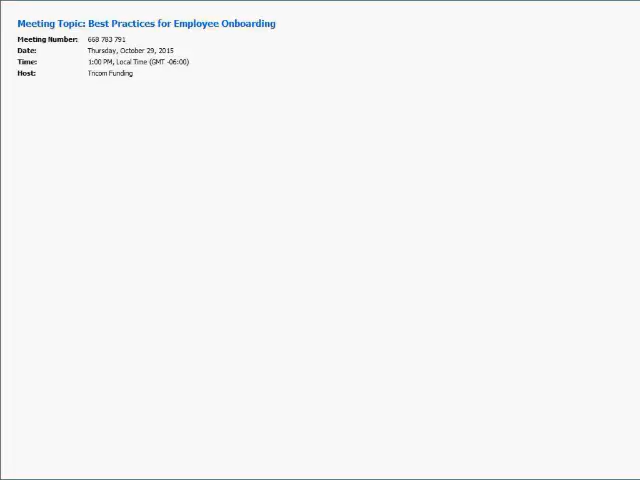 Meeting Topic: Best Practices for Employee Onboarding
Meeting Number: 668 783 791
Date: Thursday, October 29, 2015
Time: 1:00 PM, Local Time (GMT -06:00)
Host: Tricom Funding